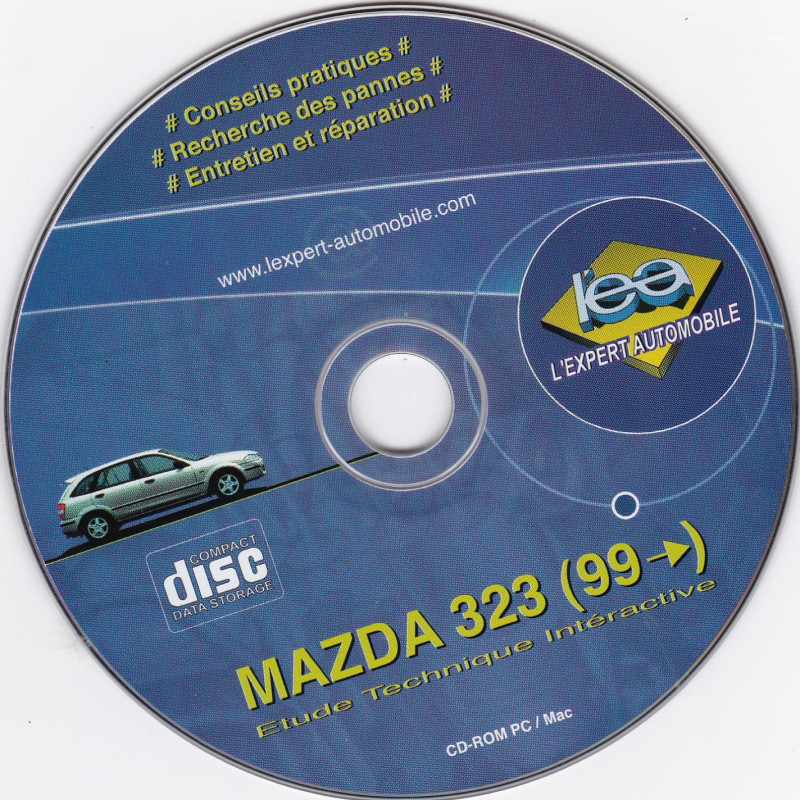 # Conseils pratiques #
# Recherche des pannes #
# Entretien et réparation #
www.lexpert-automobile.com
lea
L'EXPERT AUTOMOBILE
COMPACT
disc
DATA STORAGE
MAZDA 323 (99→)
Etude Technique Intéractive
CD-ROM PC / Mac